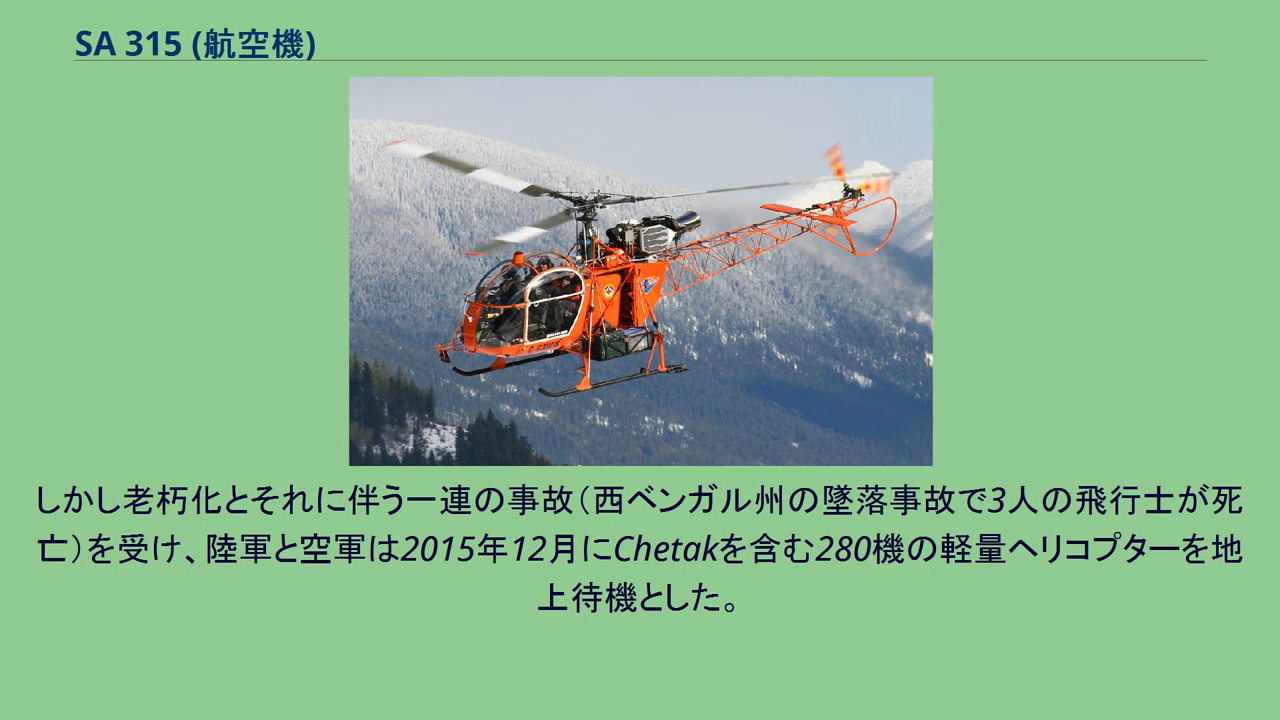 SA 315 (航空機)
しかし老朽化とそれに伴う一連の事故（西ベンガル州の墜落事故で3人の飛行士が死
亡）を受け、陸軍と空軍は2015年12月にChetakを含む280機の軽量ヘリコプターを地
上待機とした。